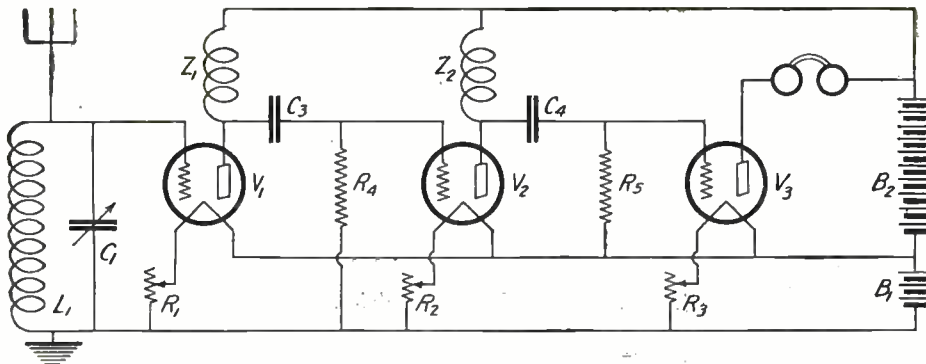 Z₁
Z₂
C₃
C₄
V₁
R₄
V₂
R₅
V₃
B₂
C₁
L₁
R₁
R₂
R₃
B₁